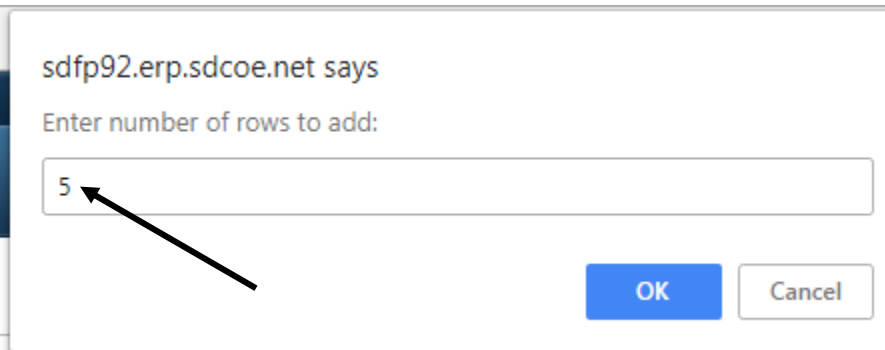 sdfp92.erp.sdcoe.net says
Enter number of rows to add:
5
OK Cancel